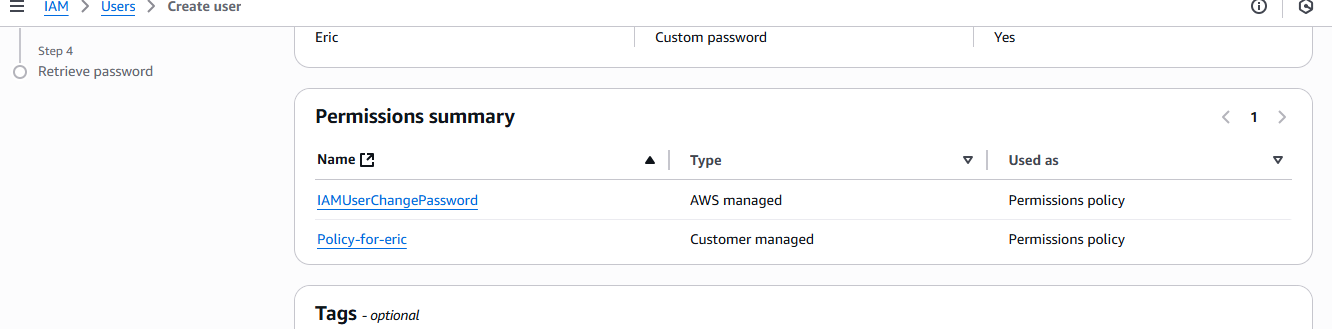 IAM > Users > Create user
Step 4
Retrieve password
Eric Custom password Yes
Permissions summary
1
Name Type Used as
IAMUserChangePassword AWS managed Permissions policy
Policy-for-eric Customer managed Permissions policy
Tags - optional